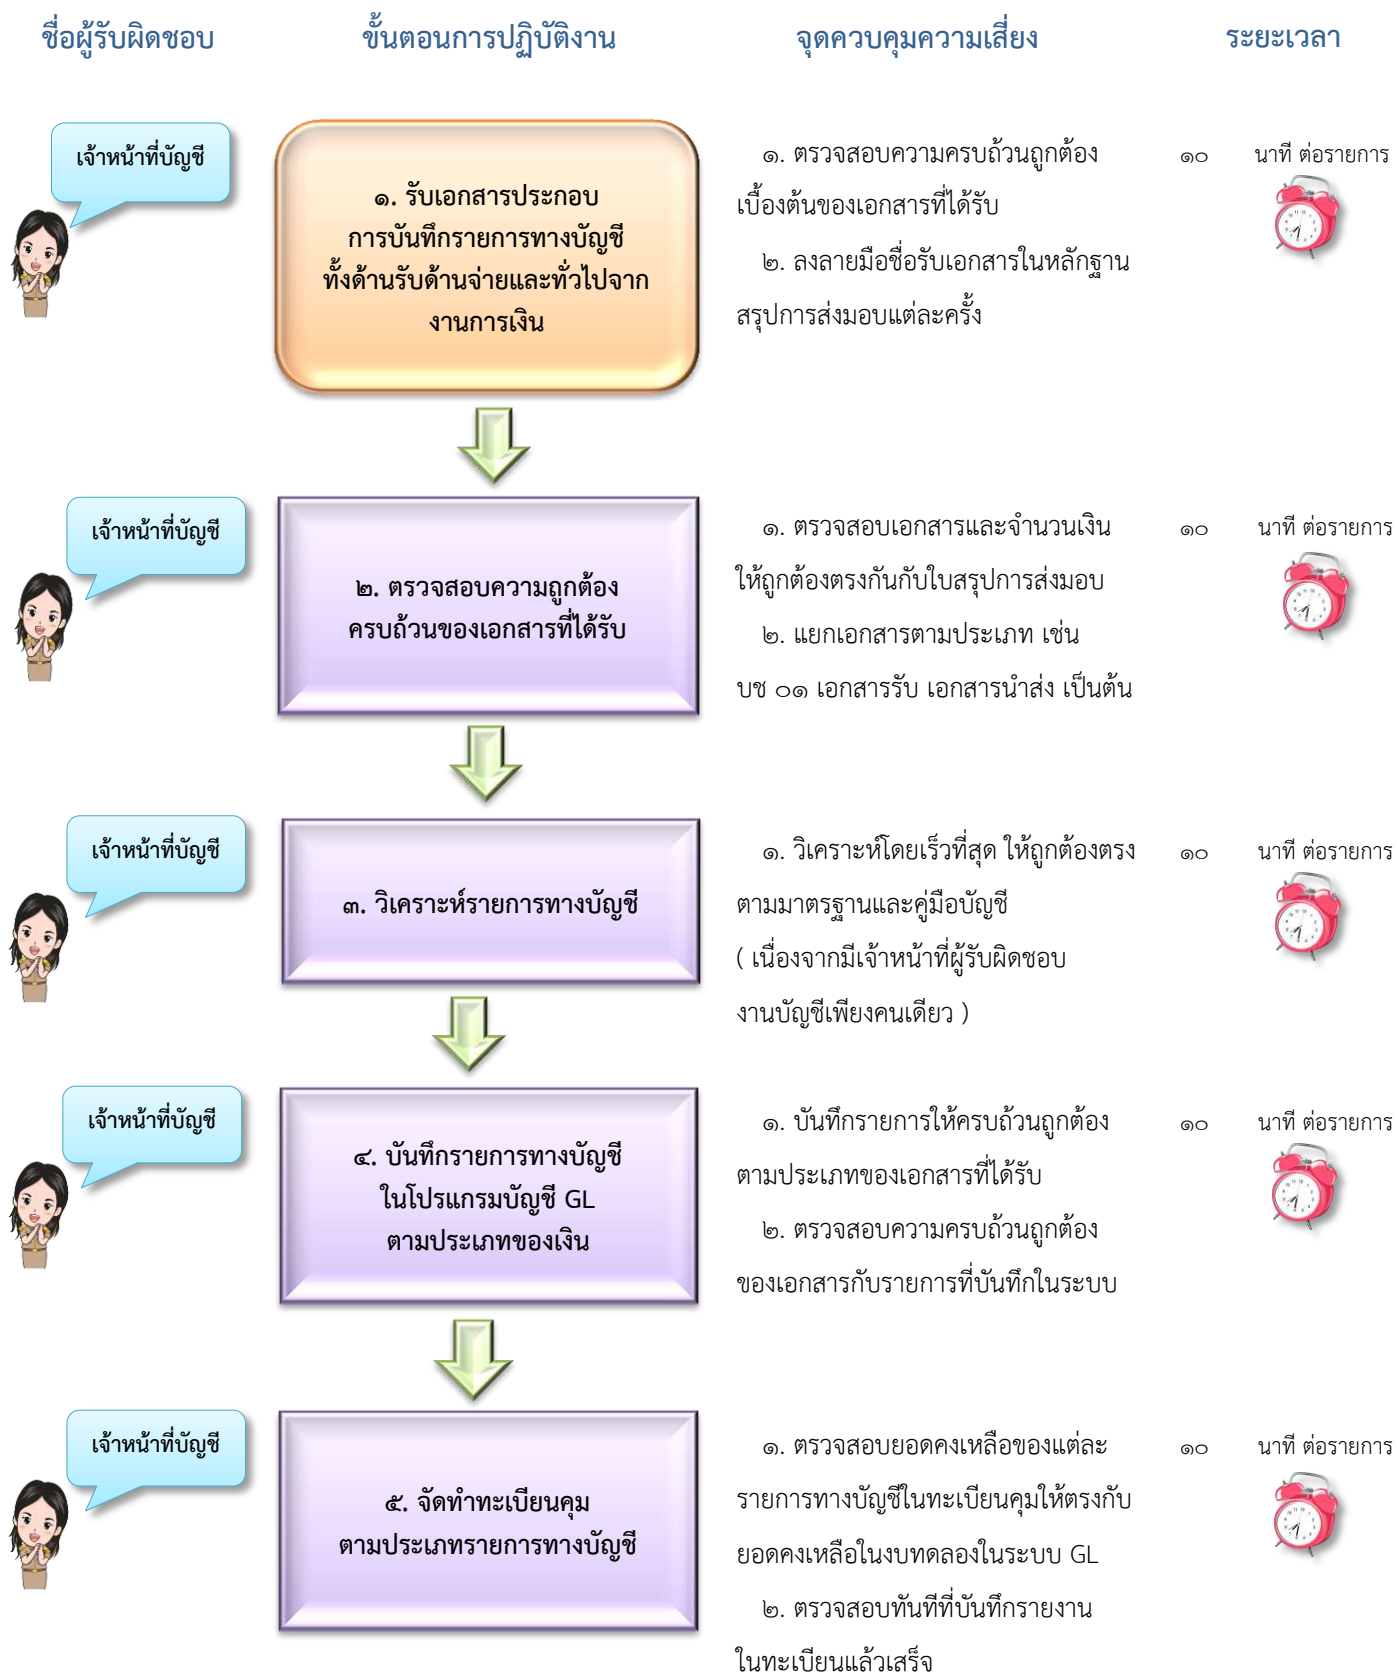 ชื่อผู้รับผิดชอบ ขั้นตอนการปฏิบัติงาน จุดควบคุมความเสี่ยง ระยะเวลา
เจ้าหน้าที่บัญชี
๑. รับเอกสารประกอบ
การบันทึกรายการทางบัญชี
ทั้งด้านรับด้านจ่ายและทั่วไปจาก
งานการเงิน
๑. ตรวจสอบความครบถ้วนถูกต้อง
เบื้องต้นของเอกสารที่ได้รับ
๒. ลงลายมือชื่อรับเอกสารในหลักฐาน
สรุปการส่งมอบแต่ละครั้ง
๑๐ นาที ต่อรายการ
เจ้าหน้าที่บัญชี
๒. ตรวจสอบความถูกต้อง
ครบถ้วนของเอกสารที่ได้รับ
๑. ตรวจสอบเอกสารและจำนวนเงิน
ให้ถูกต้องตรงกันกับใบสรุปการส่งมอบ
๒. แยกเอกสารตามประเภท เช่น
บช ๐๑ เอกสารรับ เอกสารนำส่ง เป็นต้น
๑๐ นาที ต่อรายการ
เจ้าหน้าที่บัญชี
๓. วิเคราะห์รายการทางบัญชี
๑. วิเคราะห์โดยเร็วที่สุด ให้ถูกต้องตรง
ตามมาตรฐานและคู่มือบัญชี
( เนื่องจากมีเจ้าหน้าที่ผู้รับผิดชอบ
งานบัญชีเพียงคนเดียว )
๑๐ นาที ต่อรายการ
เจ้าหน้าที่บัญชี
๔. บันทึกรายการทางบัญชี
ในโปรแกรมบัญชี GL
ตามประเภทของเงิน
๑. บันทึกรายการให้ครบถ้วนถูกต้อง
ตามประเภทของเอกสารที่ได้รับ
๒. ตรวจสอบความครบถ้วนถูกต้อง
ของเอกสารกับรายการที่บันทึกในระบบ
๑๐ นาที ต่อรายการ
เจ้าหน้าที่บัญชี
๕. จัดทำทะเบียนคุม
ตามประเภทรายการทางบัญชี
๑. ตรวจสอบยอดคงเหลือของแต่ละ
รายการทางบัญชีในทะเบียนคุมให้ตรงกับ
ยอดคงเหลือในงบทดลองในระบบ GL
๒. ตรวจสอบทันทีที่บันทึกรายงาน
ในทะเบียนแล้วเสร็จ
๑๐ นาที ต่อรายการ